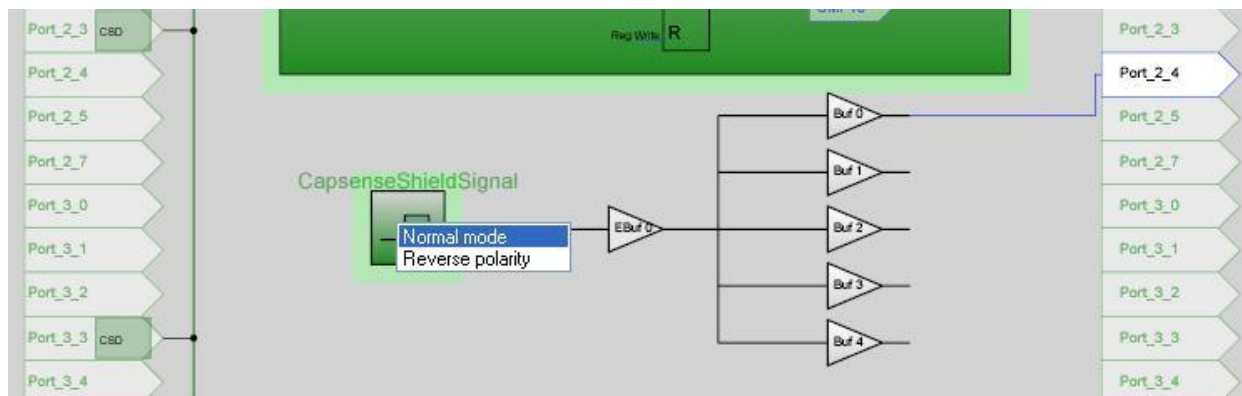 Port_2_3 CSD
Port_2_4
Port_2_5
Port_2_7
Port_3_0
Port_3_1
Port_3_2
Port_3_3 CSD
Port_3_4
Reg Write R
CapsenseShieldSignal
Normal mode
Reverse polarity
EBuf 0
Buf 0
Buf 1
Buf 2
Buf 3
Buf 4
Port_2_3
Port_2_4
Port_2_5
Port_2_7
Port_3_0
Port_3_1
Port_3_2
Port_3_3
Port_3_4